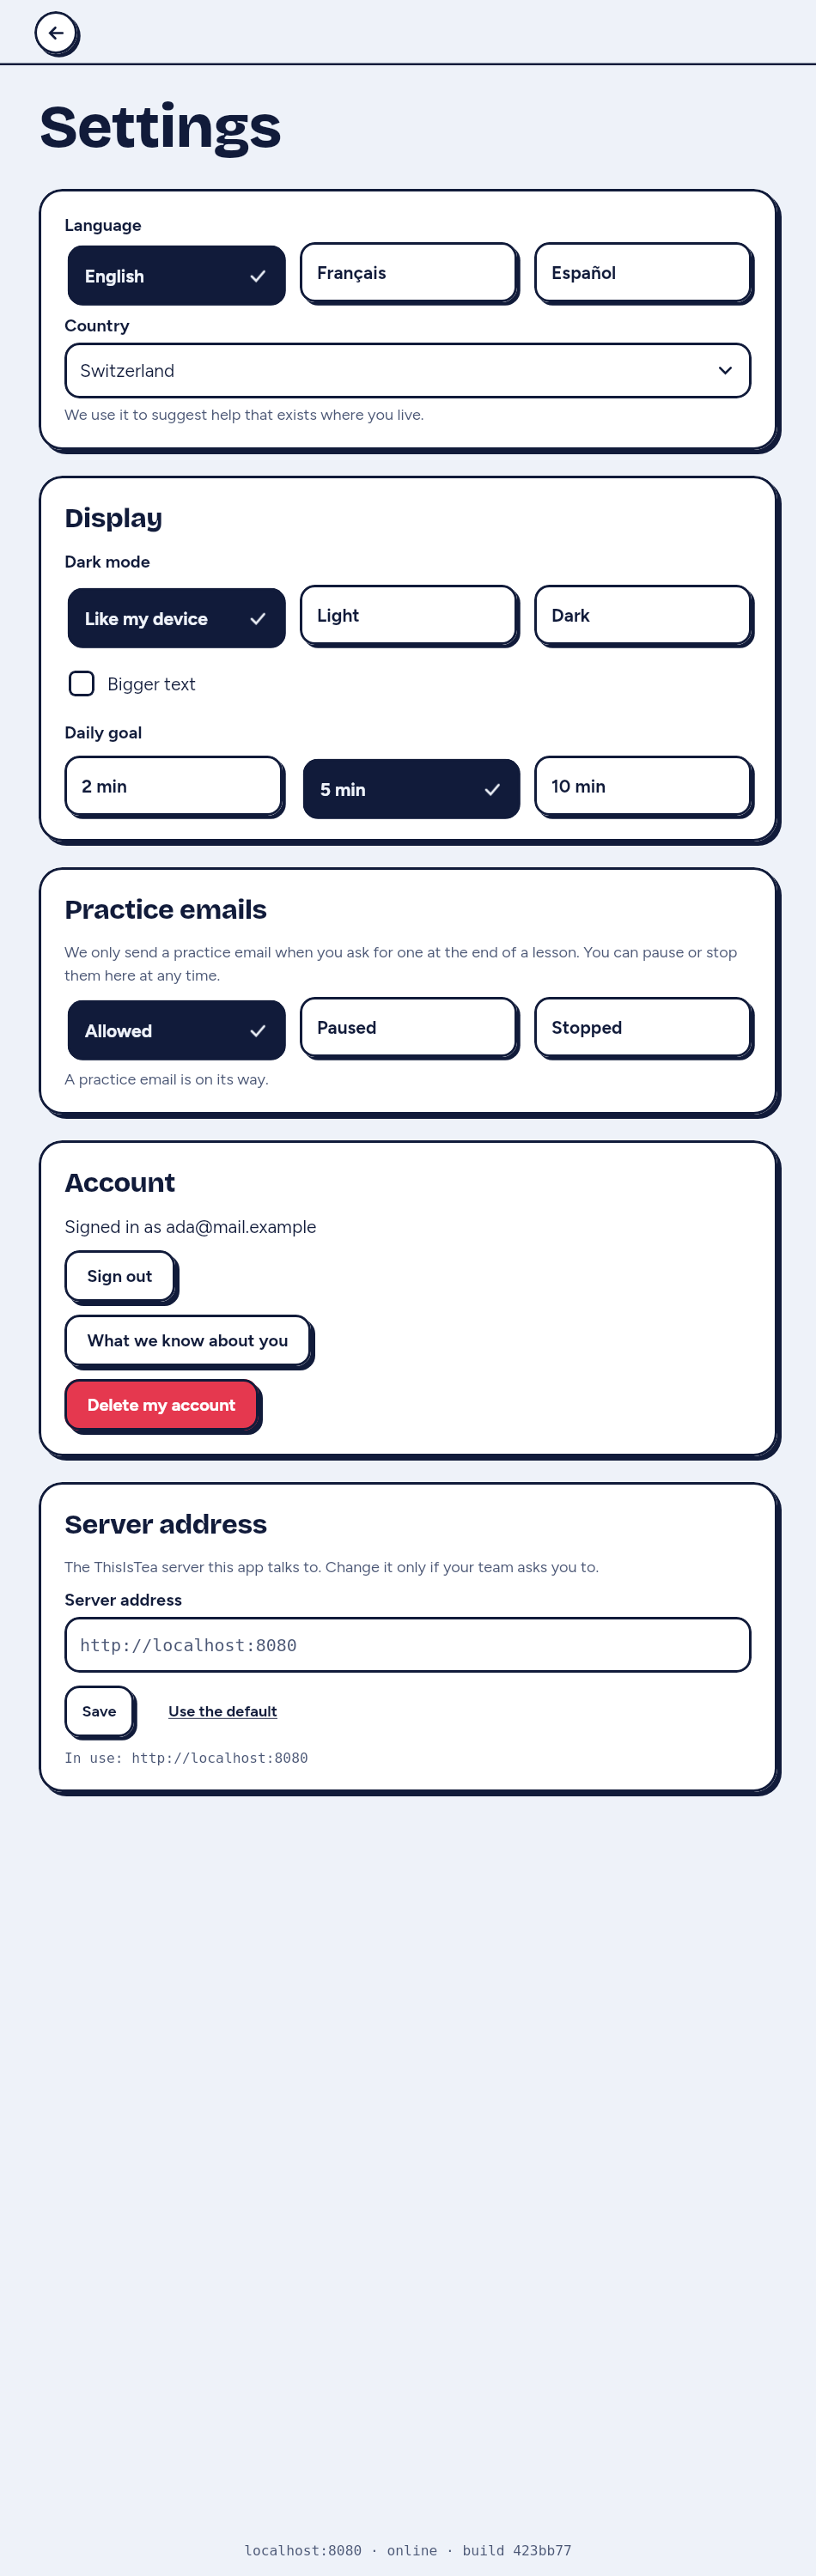 Settings
Language
English
Français
Español
Country
Switzerland
We use it to suggest help that exists where you live.
Display
Dark mode
Like my device
Light
Dark
Bigger text
Daily goal
2 min
5 min
10 min
Practice emails
We only send a practice email when you ask for one at the end of a lesson. You can pause or stop
them here at any time.
Allowed
Paused
Stopped
A practice email is on its way.
Account
Signed in as ada@mail.example
Sign out
What we know about you
Delete my account
Server address
The ThisIsTea server this app talks to. Change it only if your team asks you to.
Server address
http://localhost:8080
Save
Use the default
In use: http://localhost:8080
localhost:8080 · online · build 423bb77